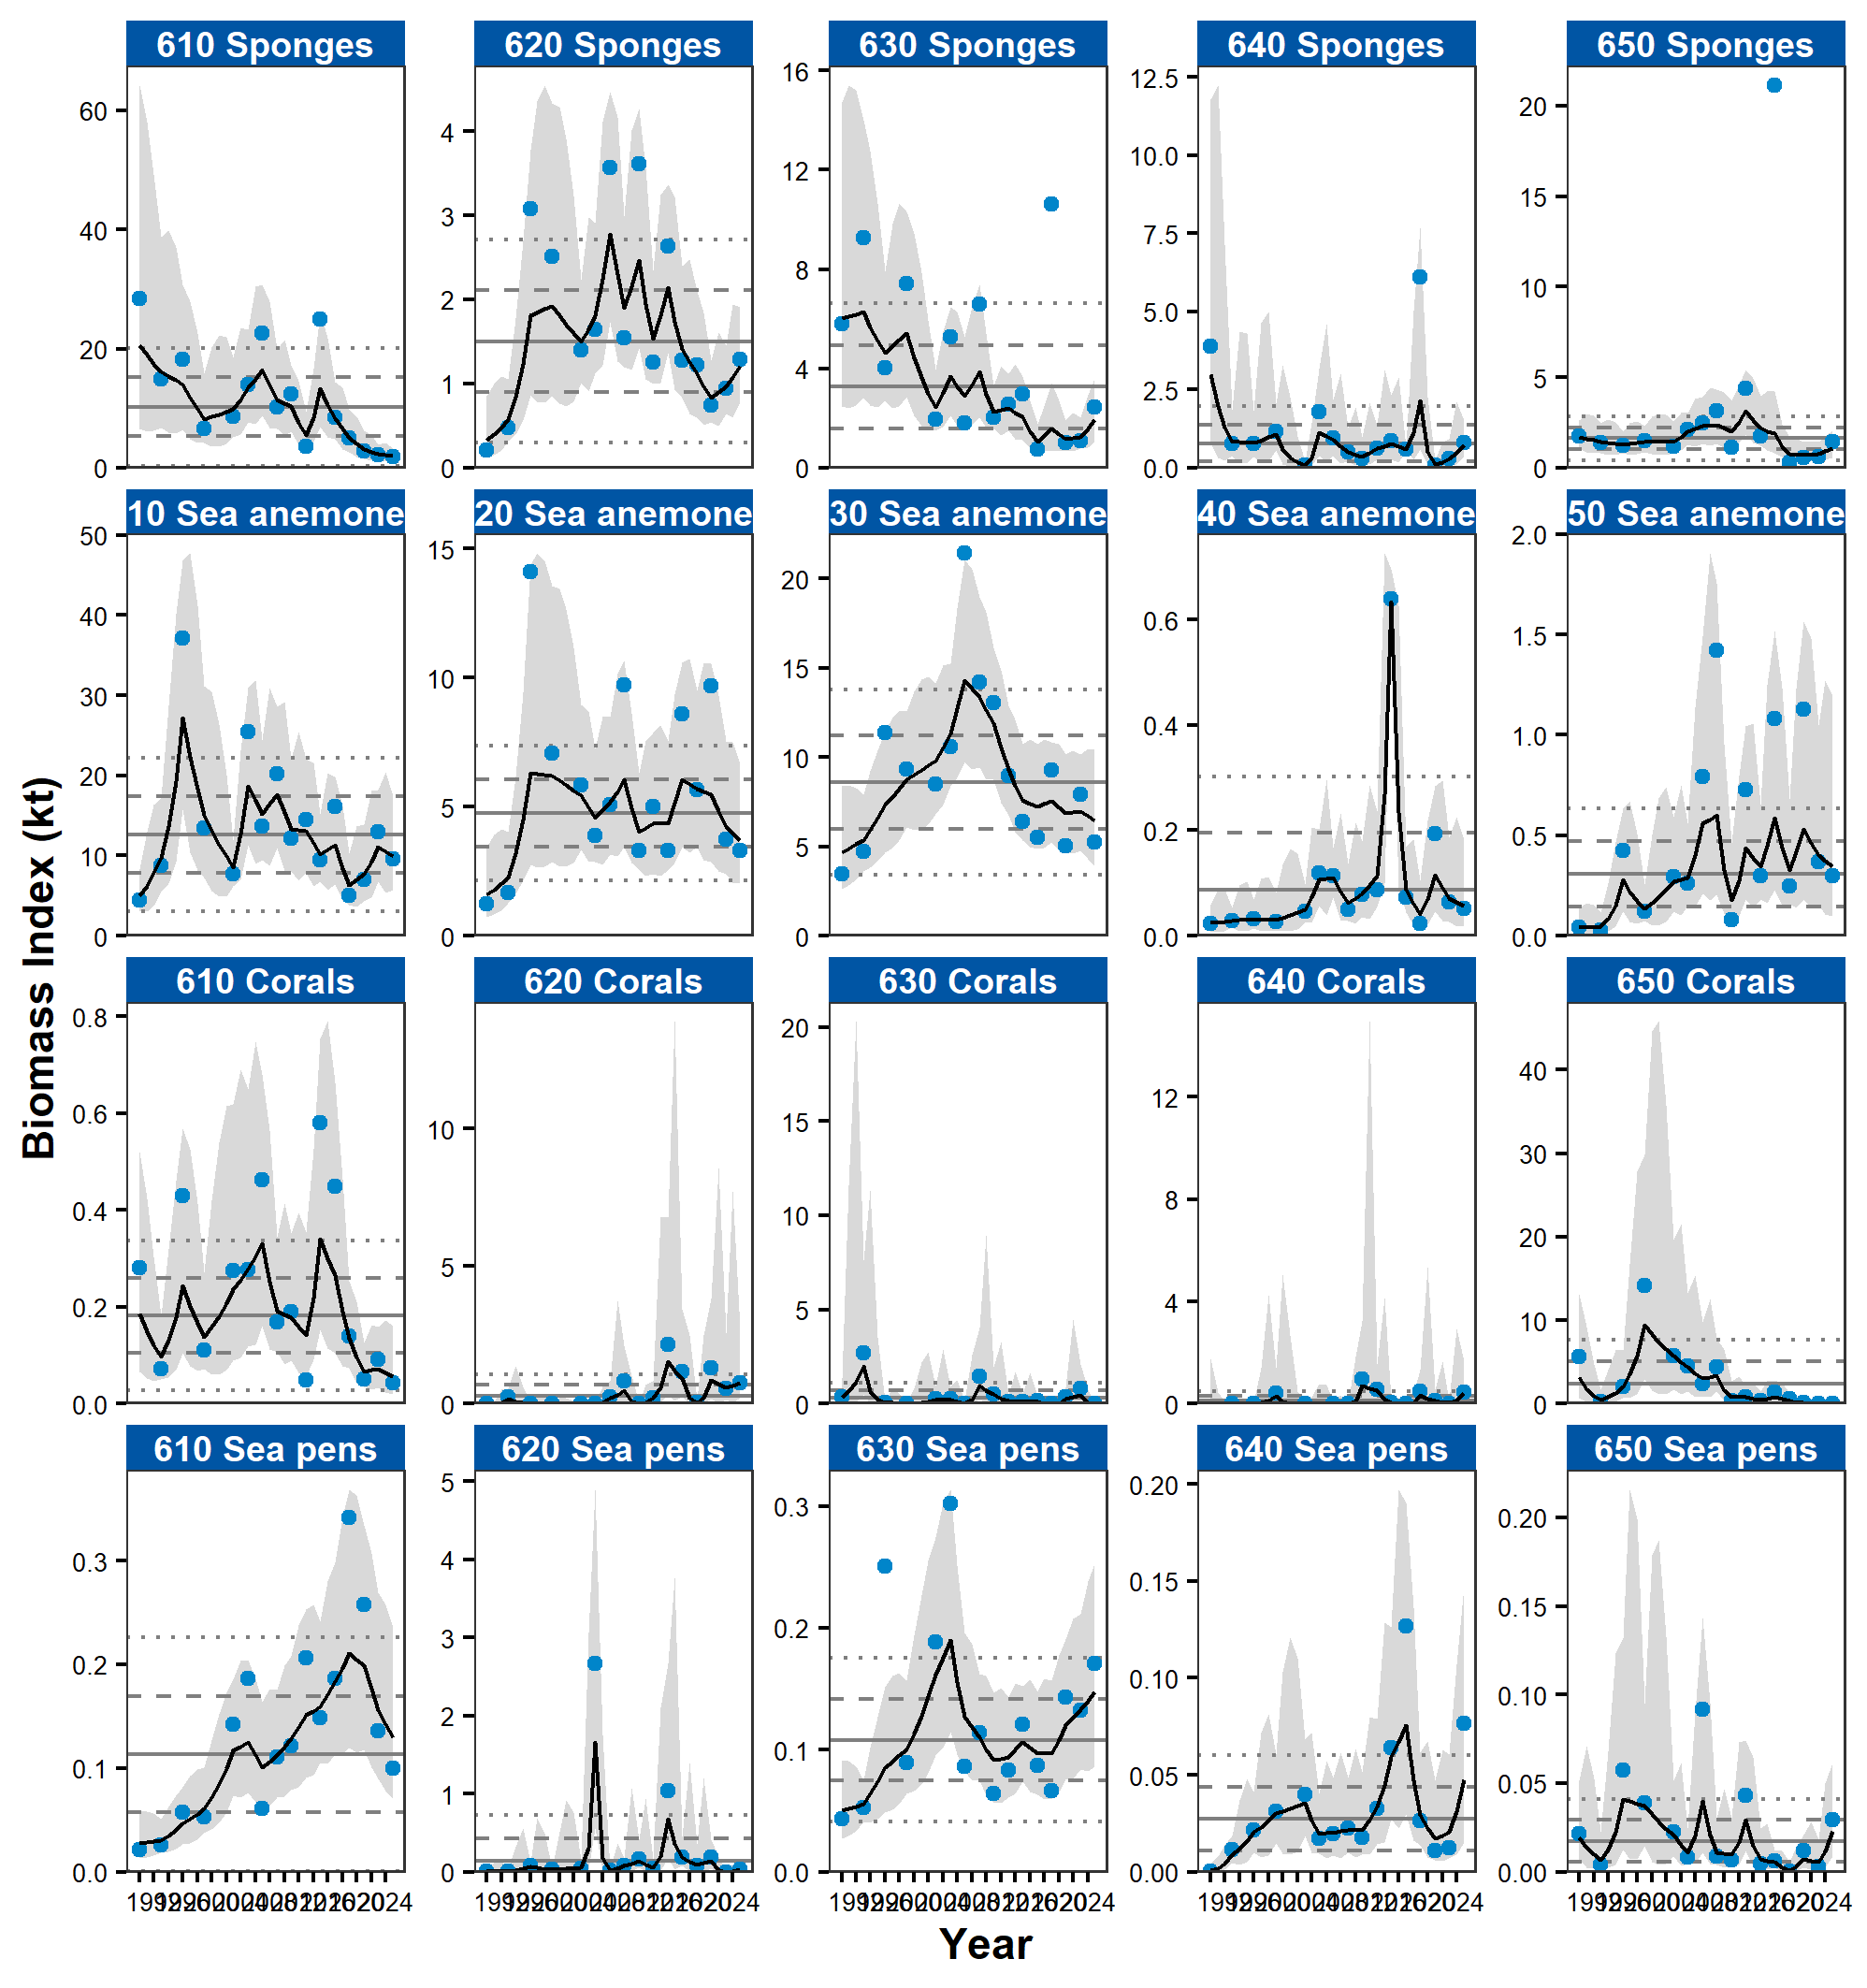 610 Sponges 620 Sponges 630 Sponges 640 Sponges 650 Sponges
60 40 20 0
4 3 2 1 0
16 12 8 4 0
12.5 10.0 7.5 5.0 2.5 0.0
20 15 10 5 0
10 Sea anemone 20 Sea anemone 30 Sea anemone 40 Sea anemone 50 Sea anemone
50 40 30 20 10 0
15 10 5 0
20 15 10 5 0
0.6 0.4 0.2 0.0
2.0 1.5 1.0 0.5 0.0
Biomass Index (kt)
610 Corals 620 Corals 630 Corals 640 Corals 650 Corals
0.8 0.6 0.4 0.2 0.0
10 5 0
20 15 10 5 0
12 8 4 0
40 30 20 10 0
610 Sea pens 620 Sea pens 630 Sea pens 640 Sea pens 650 Sea pens
0.3 0.2 0.1 0.0
5 4 3 2 1 0
0.3 0.2 0.1 0.0
0.20 0.15 0.10 0.05 0.00
0.20 0.15 0.10 0.05 0.00
Year